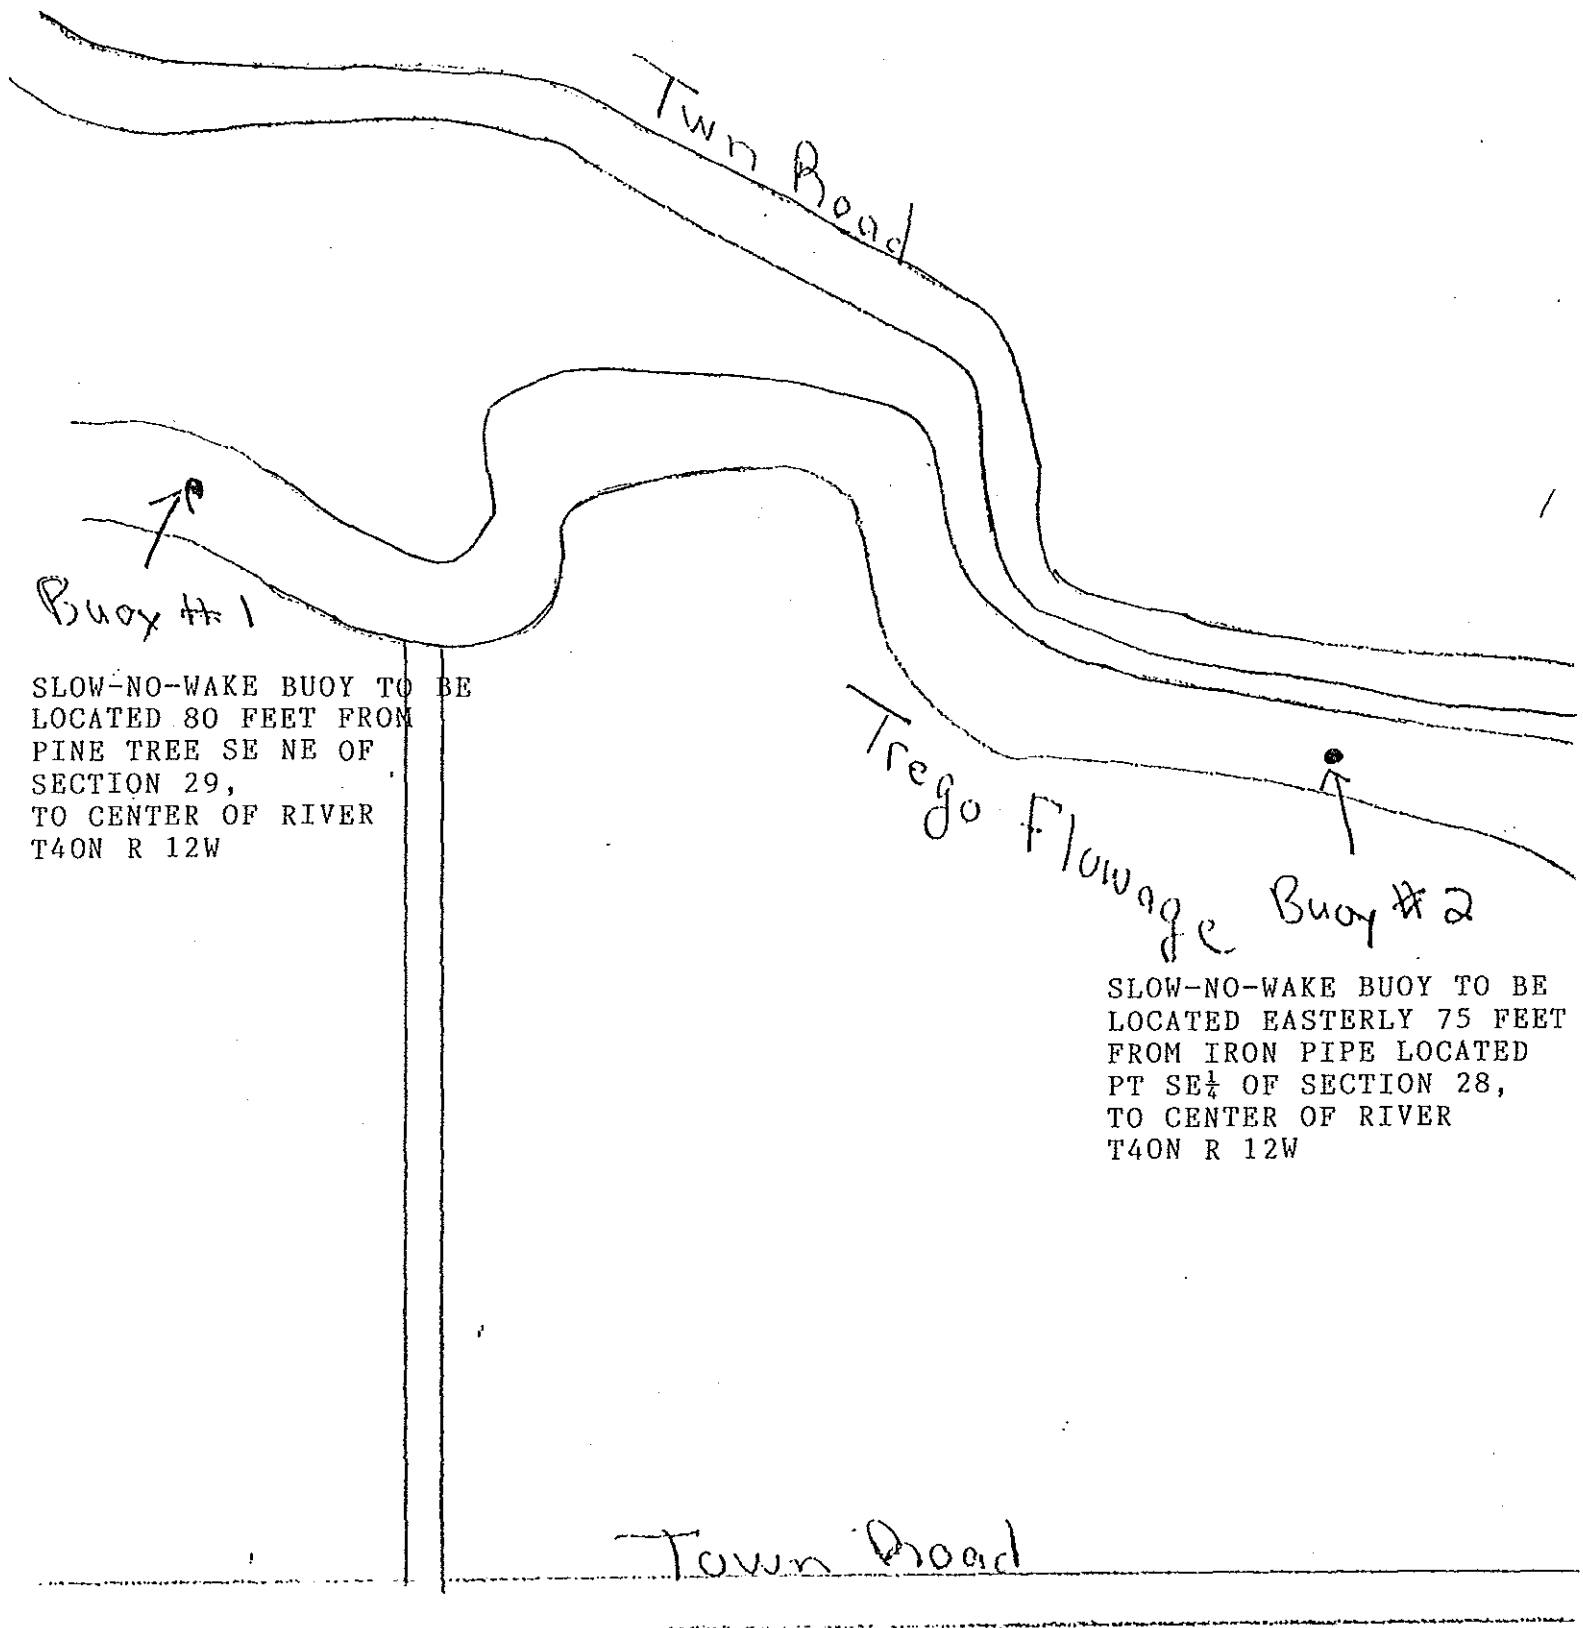 Twn Road
Buoy #1
SLOW-NO-WAKE BUOY TO BE
LOCATED 80 FEET FROM
PINE TREE SE NE OF
SECTION 29,
TO CENTER OF RIVER
T40N R 12W
Trego Flowage
Buoy #2
SLOW-NO-WAKE BUOY TO BE
LOCATED EASTERLY 75 FEET
FROM IRON PIPE LOCATED
PT SE¼ OF SECTION 28,
TO CENTER OF RIVER
T40N R 12W
Town Road